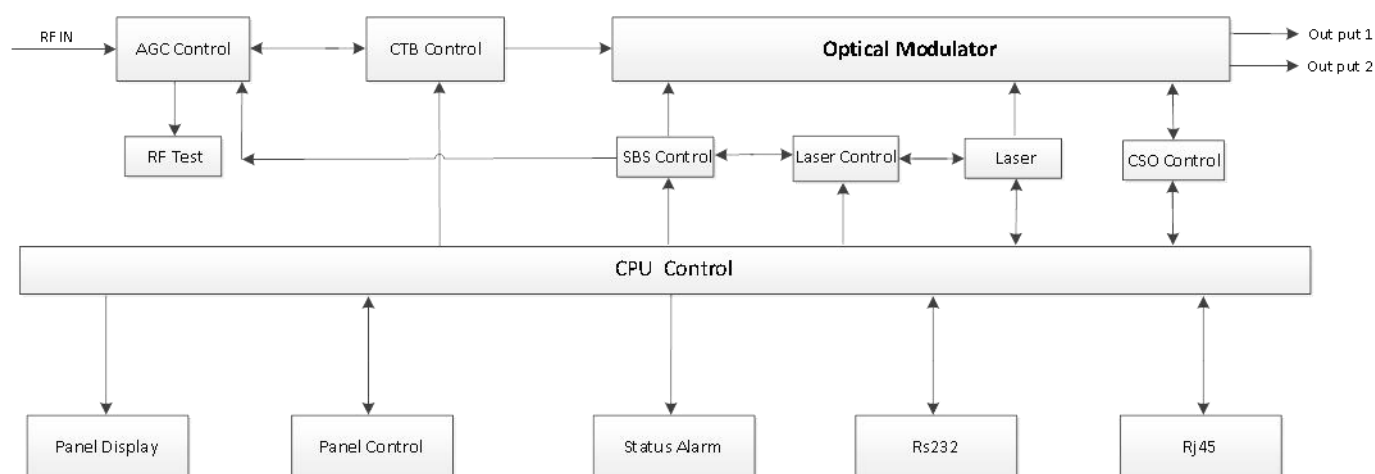 RF IN
AGC Control
CTB Control
Optical Modulator
Out put 1
Out put 2
RF Test
SBS Control
Laser Control
Laser
CSO Control
CPU Control
Panel Display
Panel Control
Status Alarm
Rs232
Rj45